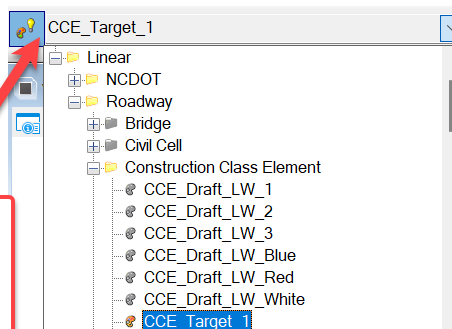 CCE_Target_1
Linear
NCDOT
Roadway
Bridge
Civil Cell
Construction Class Element
CCE_Draft_LW_1
CCE_Draft_LW_2
CCE_Draft_LW_3
CCE_Draft_LW_Blue
CCE_Draft_LW_Red
CCE_Draft_LW_White
CCE_Target_1